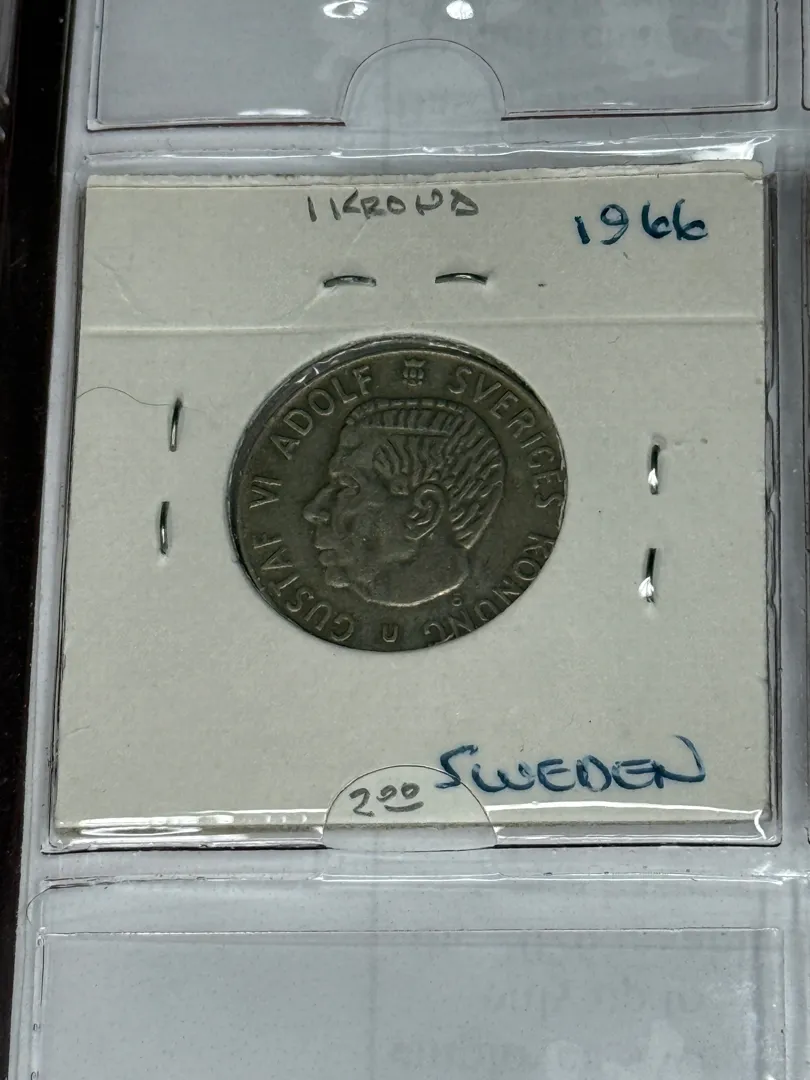 1 KRONA
1966
GUSTAF VI ADOLF SVERIGES KONUNG
U
SWEDEN
2.00